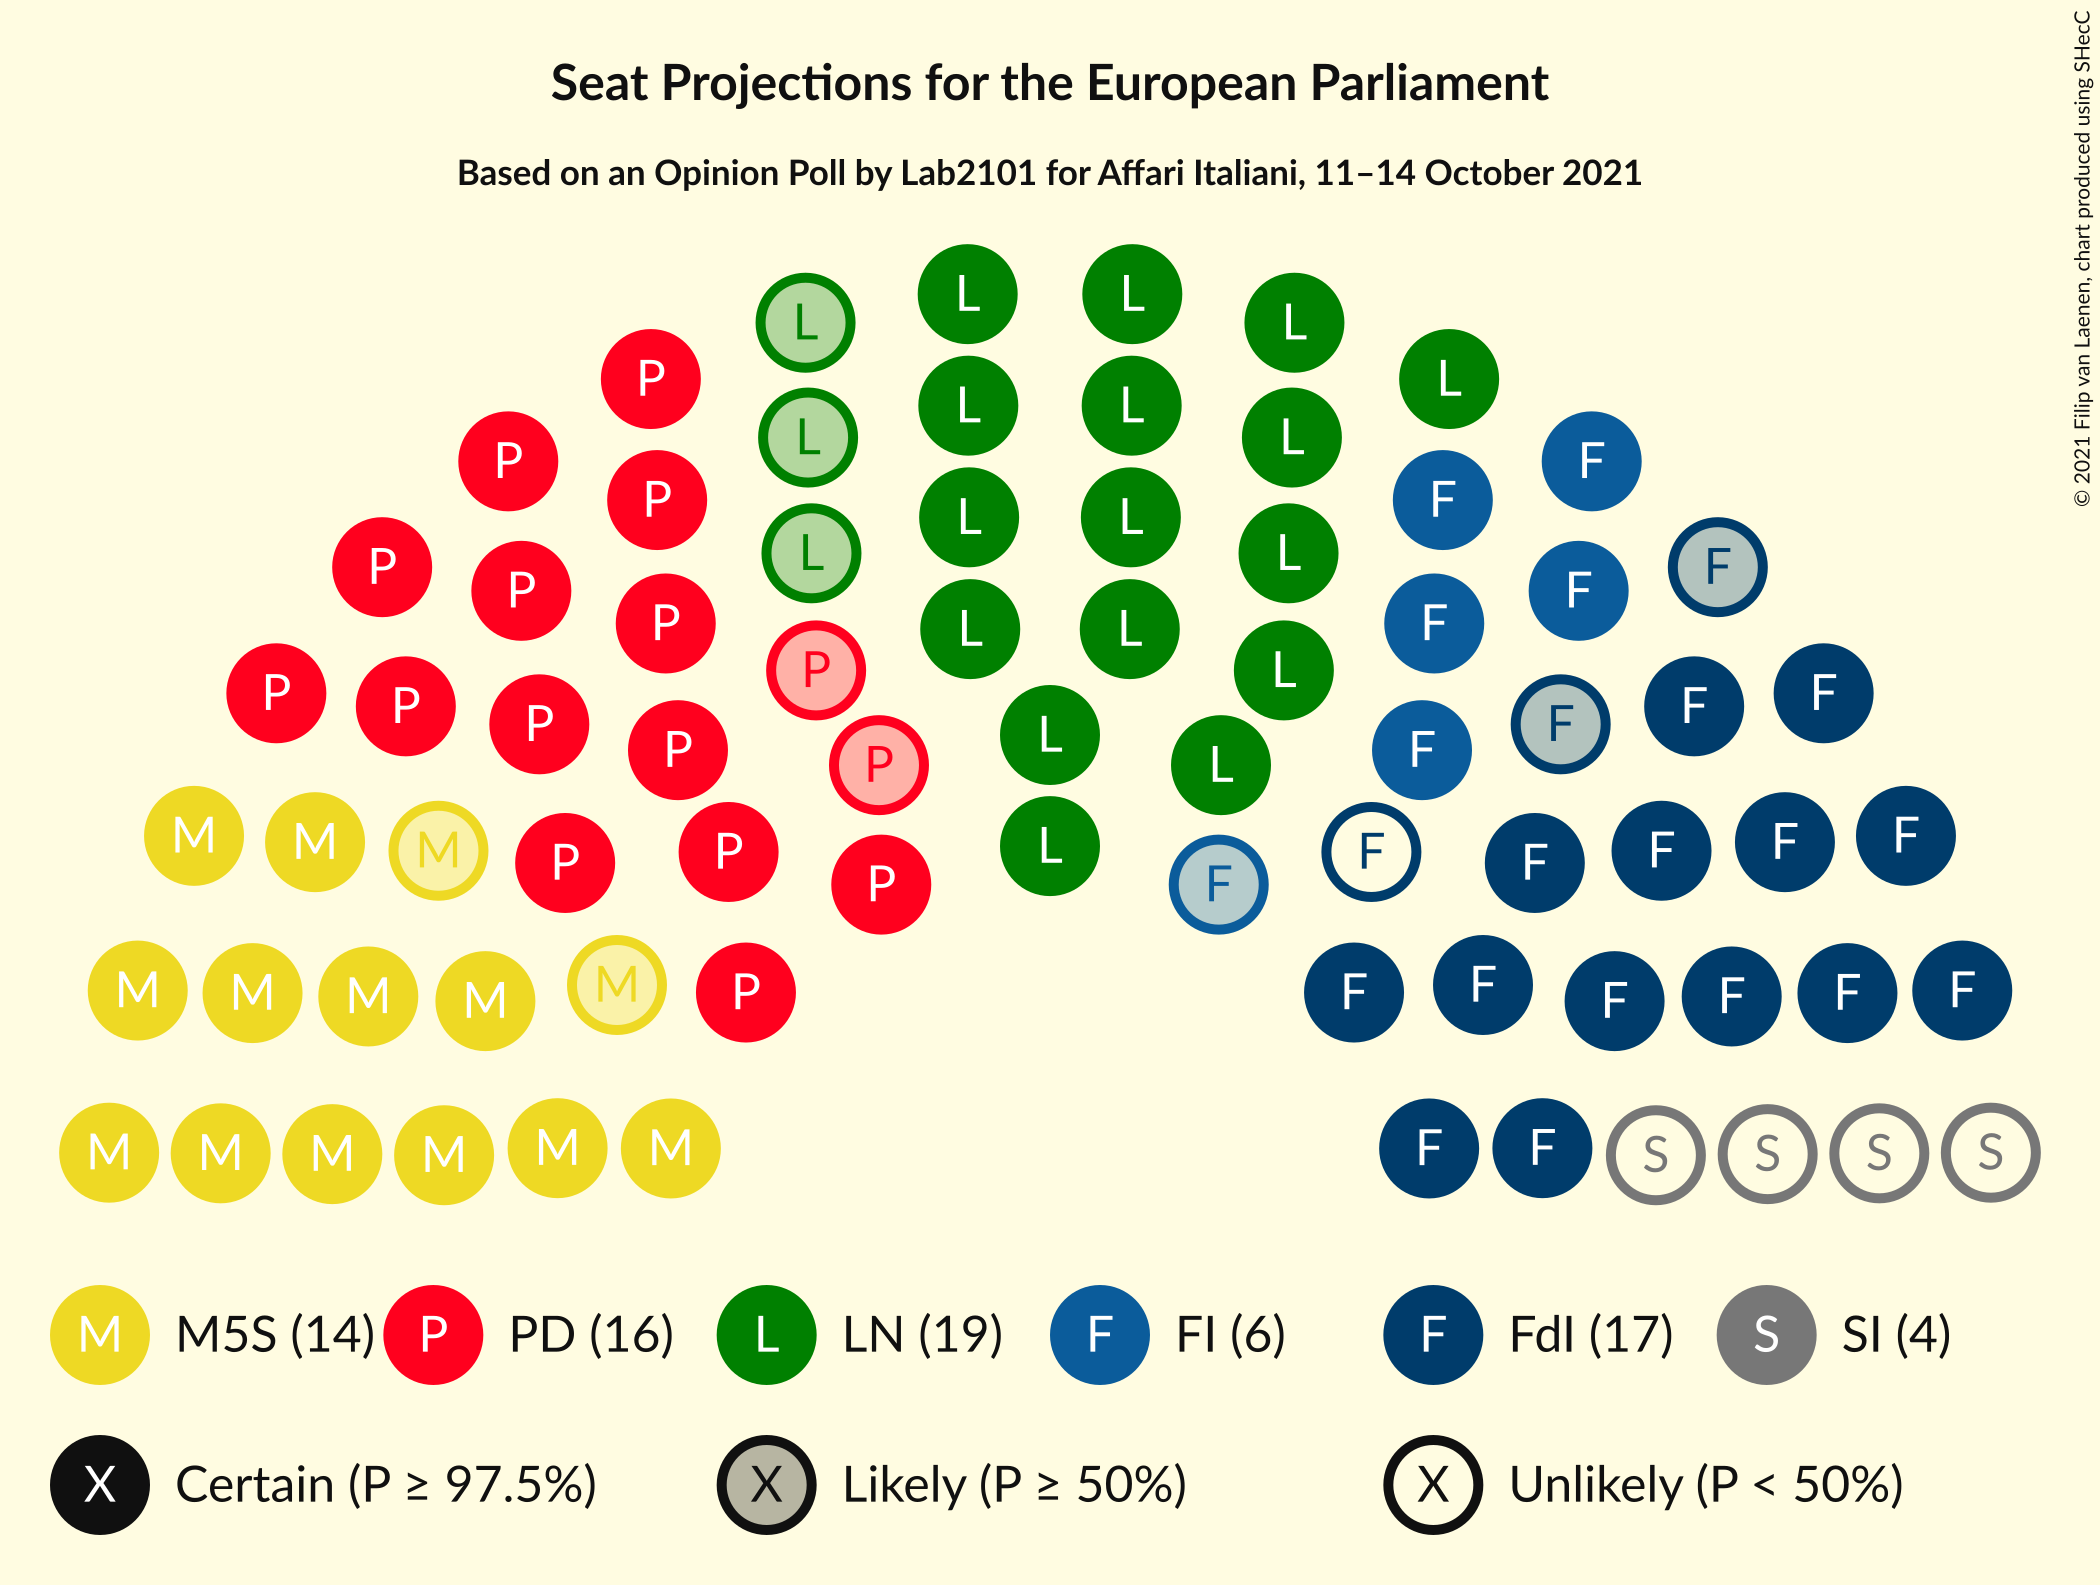 Seat Projections for the European Parliament
Based on an Opinion Poll by Lab2101 for Affari Italiani, 11–14 October 2021
© 2021 Filip van Laenen, chart produced using SHecC
L L
L L
P L L L
L L
P L F
P L L
L L F
P L L F
P F F
P P L L F
P L L F
P P F F
P P L F
P F
P L
M M F F
M P P F F F
L
P F
M M M M M P F F F F F F
M M M M M M F F S S S S
M M5S (14) P PD (16) L LN (19) F FI (6) F FdI (17) S SI (4)
X Certain (P ≥ 97.5%) X Likely (P ≥ 50%) X Unlikely (P < 50%)